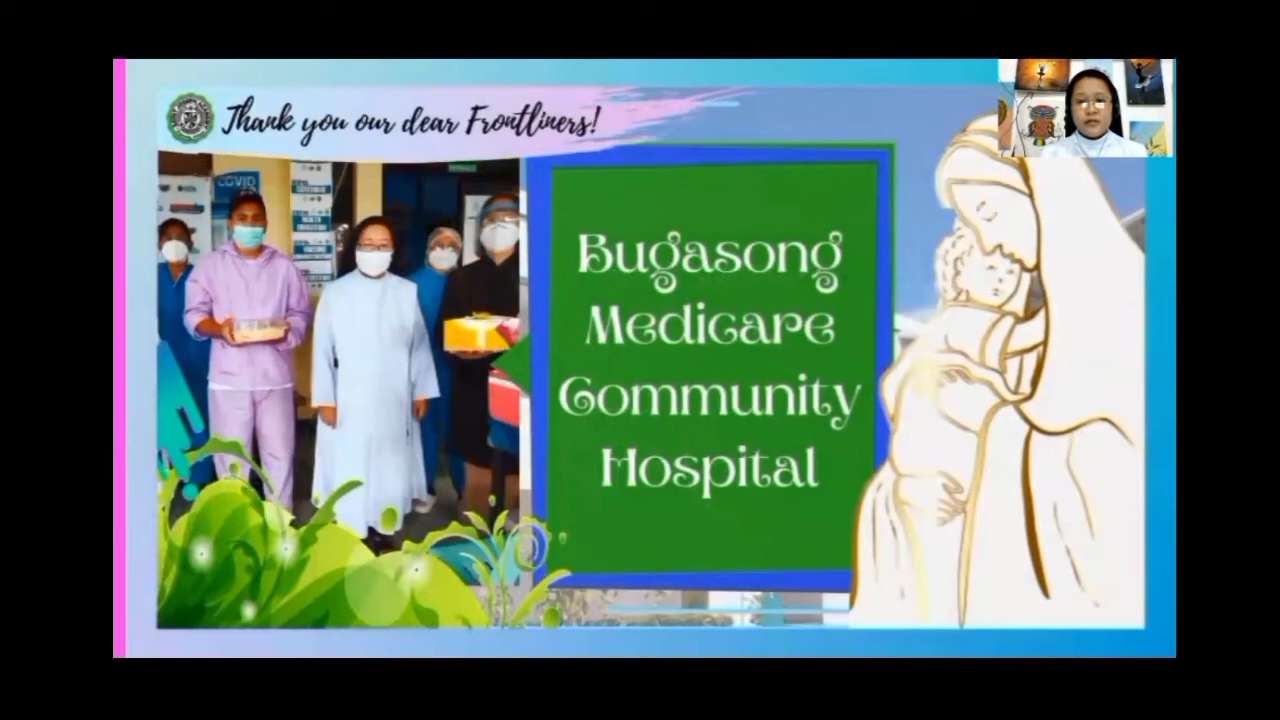 Thank you our dear Frontliners!
COVID
Bugasong
Medicare
Community
Hospital